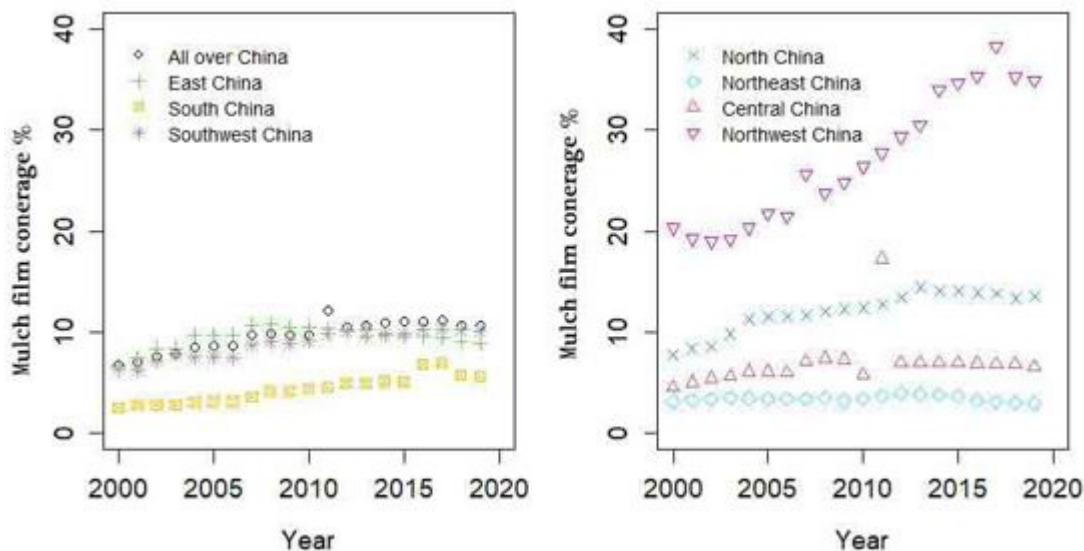 Mulch film conerage %
40
30
20
10
0
All over China
East China
South China
Southwest China
2000
2005
2010
2015
2020
Year
Mulch film conerage %
40
30
20
10
0
North China
Northeast China
Central China
Northwest China
2000
2005
2010
2015
2020
Year